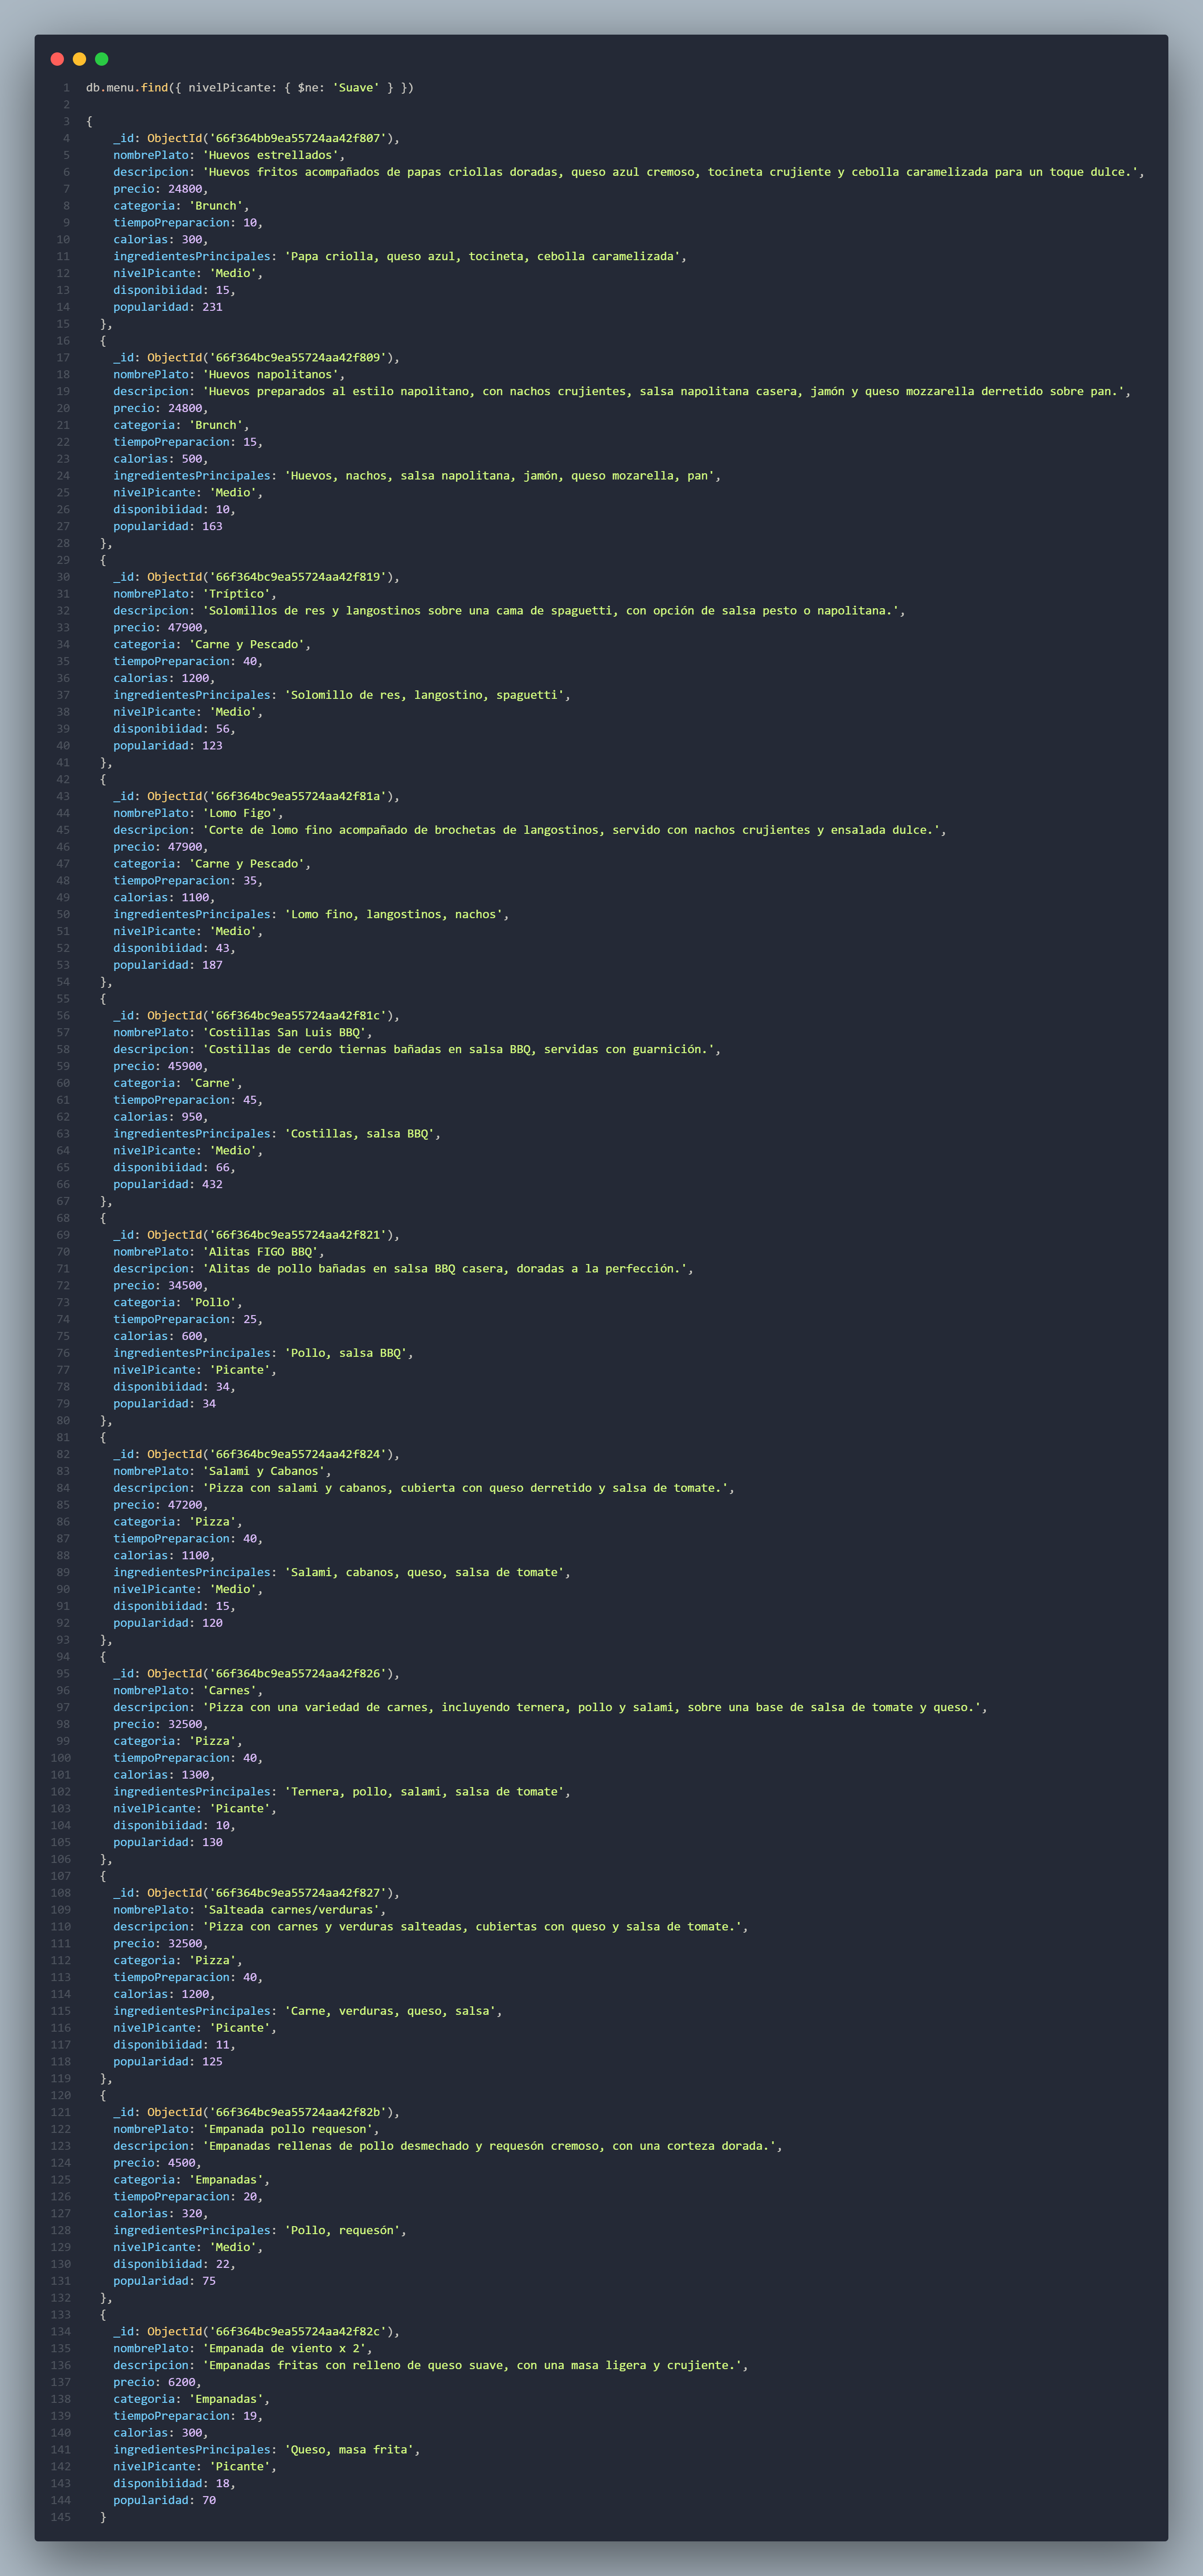 1 db.menu.find({ nivelPicante: { $ne: 'Suave' } })
2
3 {
4 _id: ObjectId('66f364bb9ea55724aa42f807'),
5 nombrePlato: 'Huevos estrellados',
6 descripcion: 'Huevos fritos acompañados de papas criollas doradas, queso azul cremoso, tocineta crujiente y cebolla caramelizada para un toque dulce.',
7 precio: 24800,
8 categoria: 'Brunch',
9 tiempoPreparacion: 10,
10 calorias: 300,
11 ingredientesPrincipales: 'Papa criolla, queso azul, tocineta, cebolla caramelizada',
12 nivelPicante: 'Medio',
13 disponibiidad: 15,
14 popularidad: 231
15 },
16 {
17 _id: ObjectId('66f364bc9ea55724aa42f809'),
18 nombrePlato: 'Huevos napolitanos',
19 descripcion: 'Huevos preparados al estilo napolitano, con nachos crujientes, salsa napolitana casera, jamón y queso mozzarella derretido sobre pan.',
20 precio: 24800,
21 categoria: 'Brunch',
22 tiempoPreparacion: 15,
23 calorias: 500,
24 ingredientesPrincipales: 'Huevos, nachos, salsa napolitana, jamón, queso mozarella, pan',
25 nivelPicante: 'Medio',
26 disponibiidad: 10,
27 popularidad: 163
28 },
29 {
30 _id: ObjectId('66f364bc9ea55724aa42f819'),
31 nombrePlato: 'Tríptico',
32 descripcion: 'Solomillos de res y langostinos sobre una cama de spaguetti, con opción de salsa pesto o napolitana.',
33 precio: 47900,
34 categoria: 'Carne y Pescado',
35 tiempoPreparacion: 40,
36 calorias: 1200,
37 ingredientesPrincipales: 'Solomillo de res, langostino, spaguetti',
38 nivelPicante: 'Medio',
39 disponibiidad: 56,
40 popularidad: 123
41 },
42 {
43 _id: ObjectId('66f364bc9ea55724aa42f81a'),
44 nombrePlato: 'Lomo Figo',
45 descripcion: 'Corte de lomo fino acompañado de brochetas de langostinos, servido con nachos crujientes y ensalada dulce.',
46 precio: 47900,
47 categoria: 'Carne y Pescado',
48 tiempoPreparacion: 35,
49 calorias: 1100,
50 ingredientesPrincipales: 'Lomo fino, langostinos, nachos',
51 nivelPicante: 'Medio',
52 disponibiidad: 43,
53 popularidad: 187
54 },
55 {
56 _id: ObjectId('66f364bc9ea55724aa42f81c'),
57 nombrePlato: 'Costillas San Luis BBQ',
58 descripcion: 'Costillas de cerdo tiernas bañadas en salsa BBQ, servidas con guarnición.',
59 precio: 45900,
60 categoria: 'Carne',
61 tiempoPreparacion: 45,
62 calorias: 950,
63 ingredientesPrincipales: 'Costillas, salsa BBQ',
64 nivelPicante: 'Medio',
65 disponibiidad: 66,
66 popularidad: 432
67 },
68 {
69 _id: ObjectId('66f364bc9ea55724aa42f821'),
70 nombrePlato: 'Alitas FIGO BBQ',
71 descripcion: 'Alitas de pollo bañadas en salsa BBQ casera, doradas a la perfección.',
72 precio: 34500,
73 categoria: 'Pollo',
74 tiempoPreparacion: 25,
75 calorias: 600,
76 ingredientesPrincipales: 'Pollo, salsa BBQ',
77 nivelPicante: 'Picante',
78 disponibiidad: 34,
79 popularidad: 34
80 },
81 {
82 _id: ObjectId('66f364bc9ea55724aa42f824'),
83 nombrePlato: 'Salami y Cabanos',
84 descripcion: 'Pizza con salami y cabanos, cubierta con queso derretido y salsa de tomate.',
85 precio: 47200,
86 categoria: 'Pizza',
87 tiempoPreparacion: 40,
88 calorias: 1100,
89 ingredientesPrincipales: 'Salami, cabanos, queso, salsa de tomate',
90 nivelPicante: 'Medio',
91 disponibiidad: 15,
92 popularidad: 120
93 },
94 {
95 _id: ObjectId('66f364bc9ea55724aa42f826'),
96 nombrePlato: 'Carnes',
97 descripcion: 'Pizza con una variedad de carnes, incluyendo ternera, pollo y salami, sobre una base de salsa de tomate y queso.',
98 precio: 32500,
99 categoria: 'Pizza',
100 tiempoPreparacion: 40,
101 calorias: 1300,
102 ingredientesPrincipales: 'Ternera, pollo, salami, salsa de tomate',
103 nivelPicante: 'Picante',
104 disponibiidad: 10,
105 popularidad: 130
106 },
107 {
108 _id: ObjectId('66f364bc9ea55724aa42f827'),
109 nombrePlato: 'Salteada carnes/verduras',
110 descripcion: 'Pizza con carnes y verduras salteadas, cubiertas con queso y salsa de tomate.',
111 precio: 32500,
112 categoria: 'Pizza',
113 tiempoPreparacion: 40,
114 calorias: 1200,
115 ingredientesPrincipales: 'Carne, verduras, queso, salsa',
116 nivelPicante: 'Picante',
117 disponibiidad: 11,
118 popularidad: 125
119 },
120 {
121 _id: ObjectId('66f364bc9ea55724aa42f82b'),
122 nombrePlato: 'Empanada pollo requeson',
123 descripcion: 'Empanadas rellenas de pollo desmechado y requesón cremoso, con una corteza dorada.',
124 precio: 4500,
125 categoria: 'Empanadas',
126 tiempoPreparacion: 20,
127 calorias: 320,
128 ingredientesPrincipales: 'Pollo, requesón',
129 nivelPicante: 'Medio',
130 disponibiidad: 22,
131 popularidad: 75
132 },
133 {
134 _id: ObjectId('66f364bc9ea55724aa42f82c'),
135 nombrePlato: 'Empanada de viento x 2',
136 descripcion: 'Empanadas fritas con relleno de queso suave, con una masa ligera y crujiente.',
137 precio: 6200,
138 categoria: 'Empanadas',
139 tiempoPreparacion: 19,
140 calorias: 300,
141 ingredientesPrincipales: 'Queso, masa frita',
142 nivelPicante: 'Picante',
143 disponibiidad: 18,
144 popularidad: 70
145 }